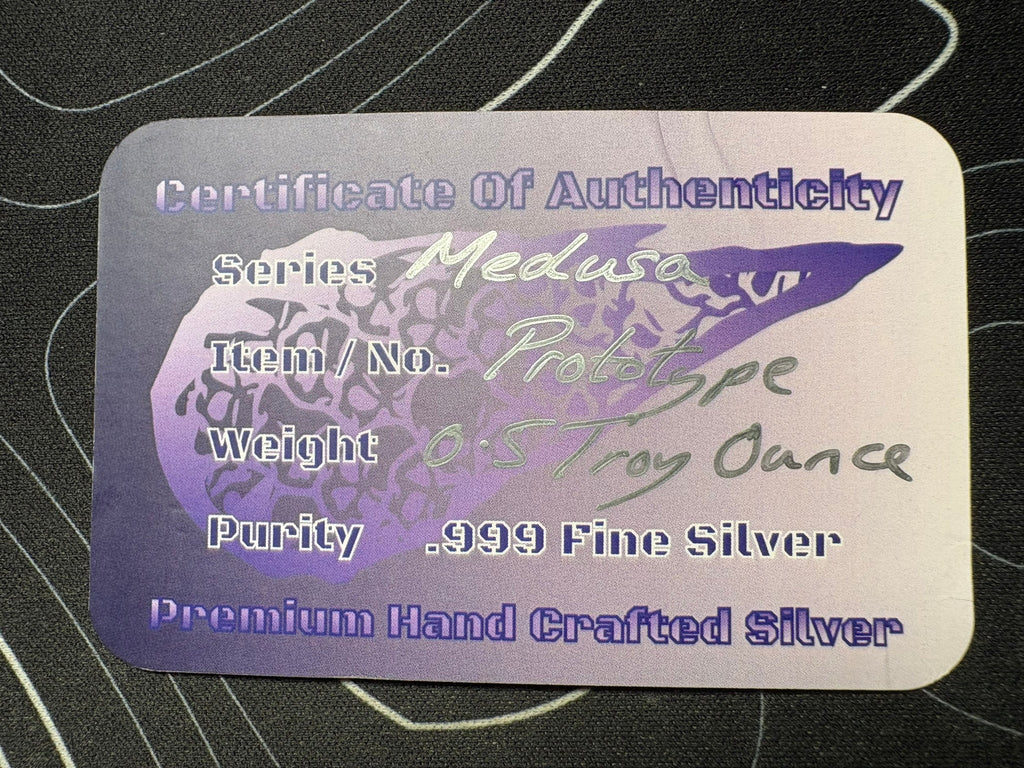 Certificate Of Authenticity
Series Medusa
Item / No. Prototype
Weight 0.5 Troy Ounce
Purity .999 Fine Silver
Premium Hand Crafted Silver